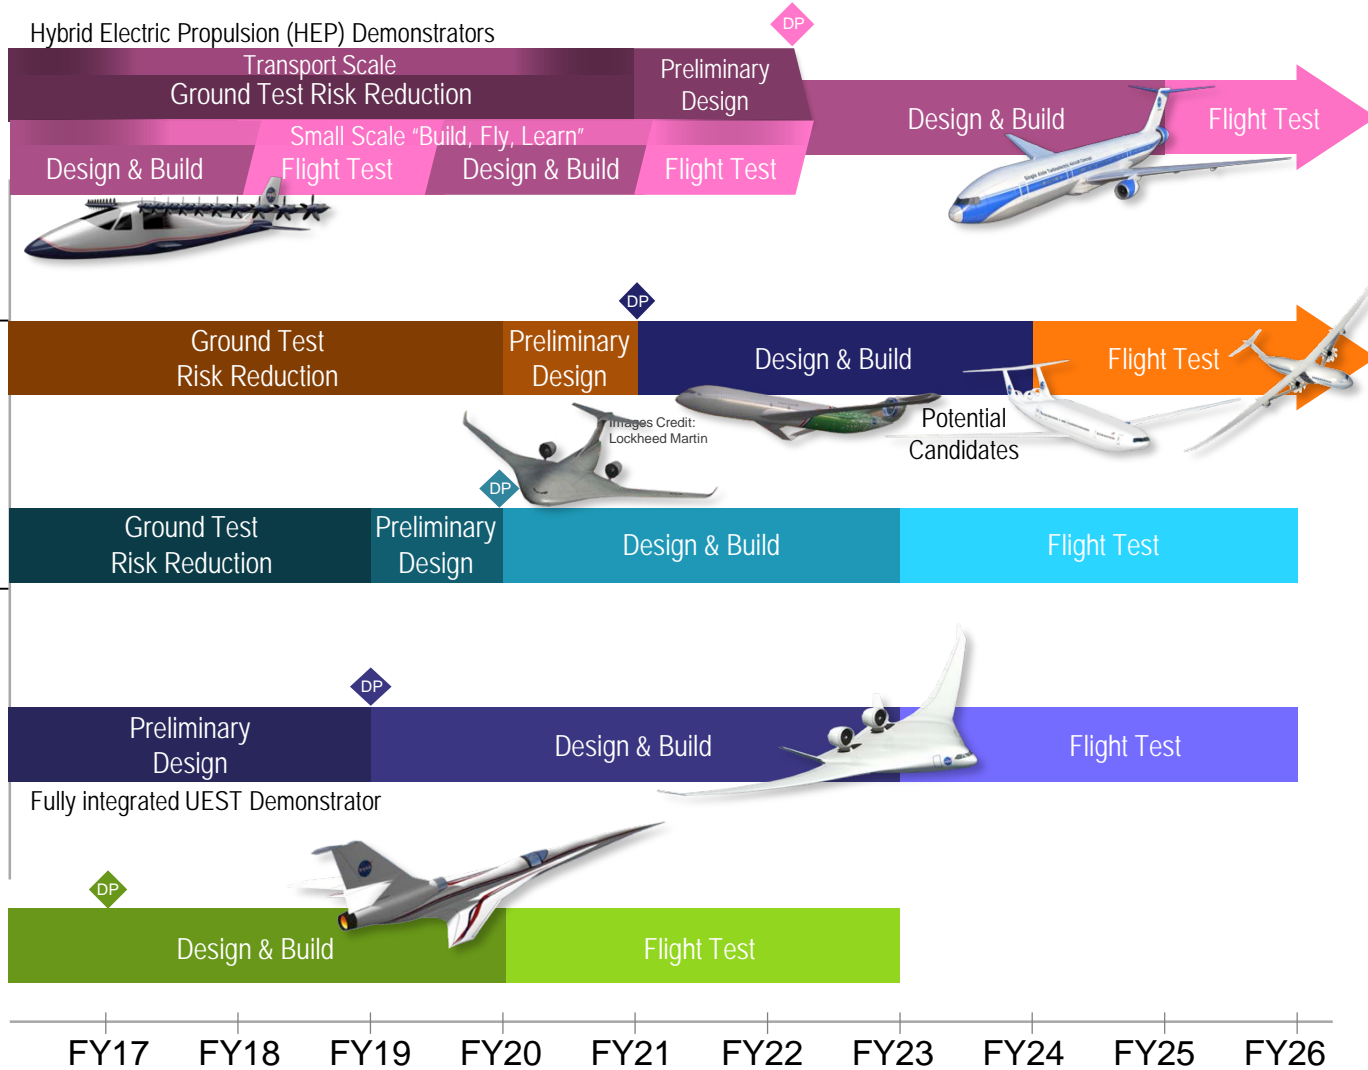 Hybrid Electric Propulsion (HEP) Demonstrators
DP
Transport Scale
Ground Test Risk Reduction
Preliminary
Design
Design & Build
Flight Test
Small Scale “Build, Fly, Learn”
Design & Build
Flight Test
Design & Build
Flight Test
DP
Ground Test
Risk Reduction
Preliminary
Design
Design & Build
Flight Test
Images Credit:
Lockheed Martin
Potential
Candidates
DP
Ground Test
Risk Reduction
Preliminary
Design
Design & Build
Flight Test
DP
Preliminary
Design
Design & Build
Flight Test
Fully integrated UEST Demonstrator
DP
Design & Build
Flight Test
FY17 FY18 FY19 FY20 FY21 FY22 FY23 FY24 FY25 FY26